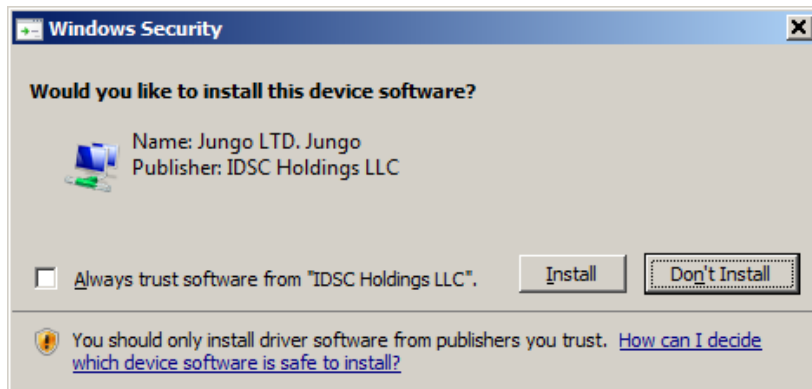 Windows Security
Would you like to install this device software?
Name: Jungo LTD. Jungo
Publisher: IDSC Holdings LLC
Always trust software from "IDSC Holdings LLC".
Install
Don't Install
You should only install driver software from publishers you trust. How can I decide
which device software is safe to install?